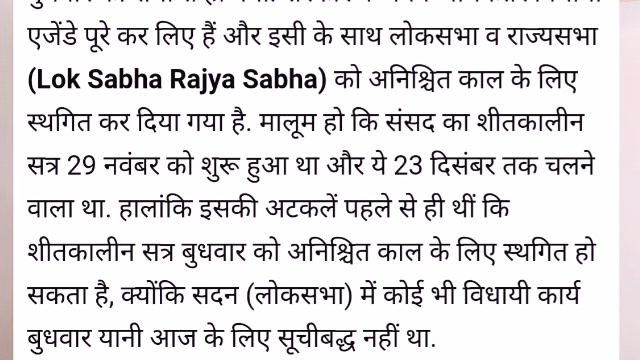 एजेंडे पूरे कर लिए हैं और इसी के साथ लोकसभा व राज्यसभा
(Lok Sabha Rajya Sabha) को अनिश्चित काल के लिए
स्थगित कर दिया गया है. मालूम हो कि संसद का शीतकालीन
सत्र 29 नवंबर को शुरू हुआ था और ये 23 दिसंबर तक चलने
वाला था. हालांकि इसकी अटकलें पहले से ही थीं कि
शीतकालीन सत्र बुधवार को अनिश्चित काल के लिए स्थगित हो
सकता है, क्योंकि सदन (लोकसभा) में कोई भी विधायी कार्य
बुधवार यानी आज के लिए सूचीबद्ध नहीं था.